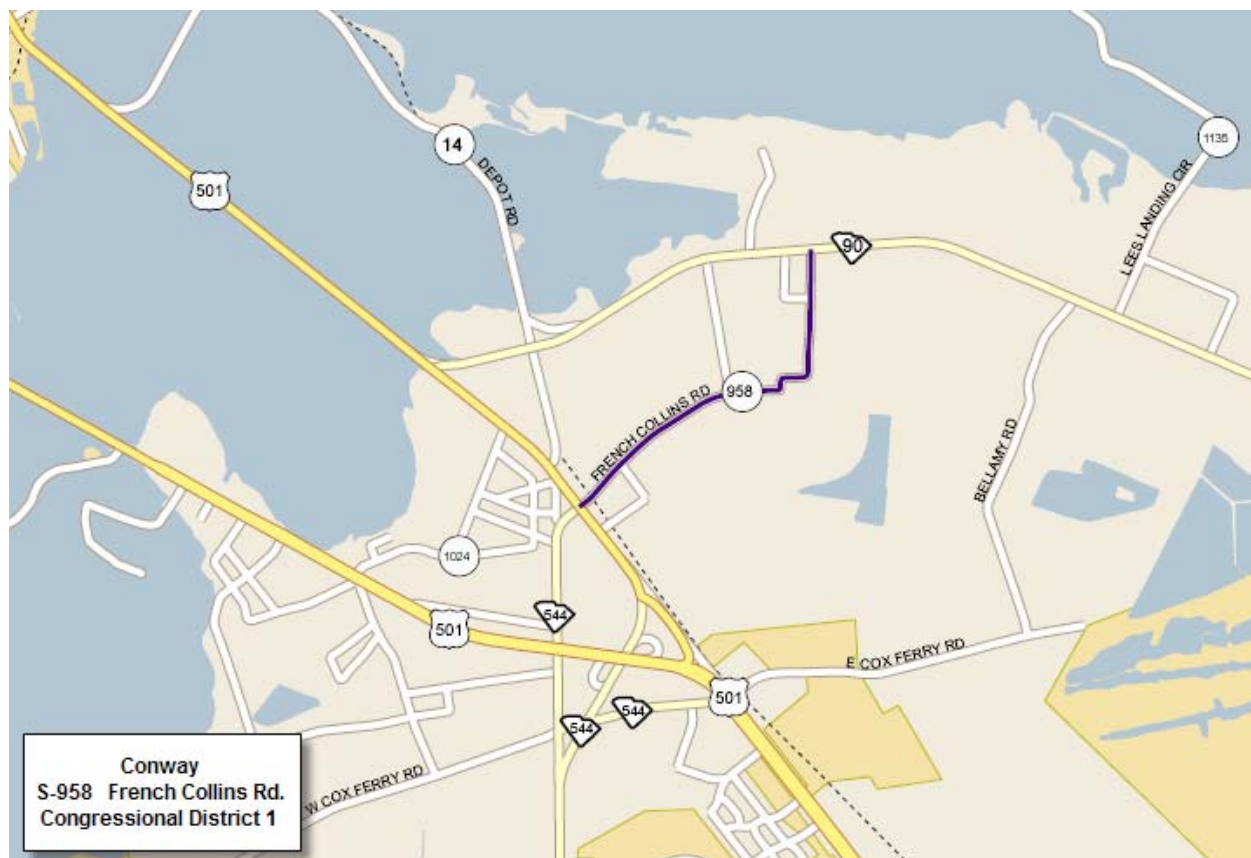 1135
14
DEPOT RD
501
LEES LANDING CIR
90
958
FRENCH COLLINS RD
BELLAMY RD
1024
544
501
E COX FERRY RD
501
544
544
W COX FERRY RD
Conway
S-958 French Collins Rd.
Congressional District 1